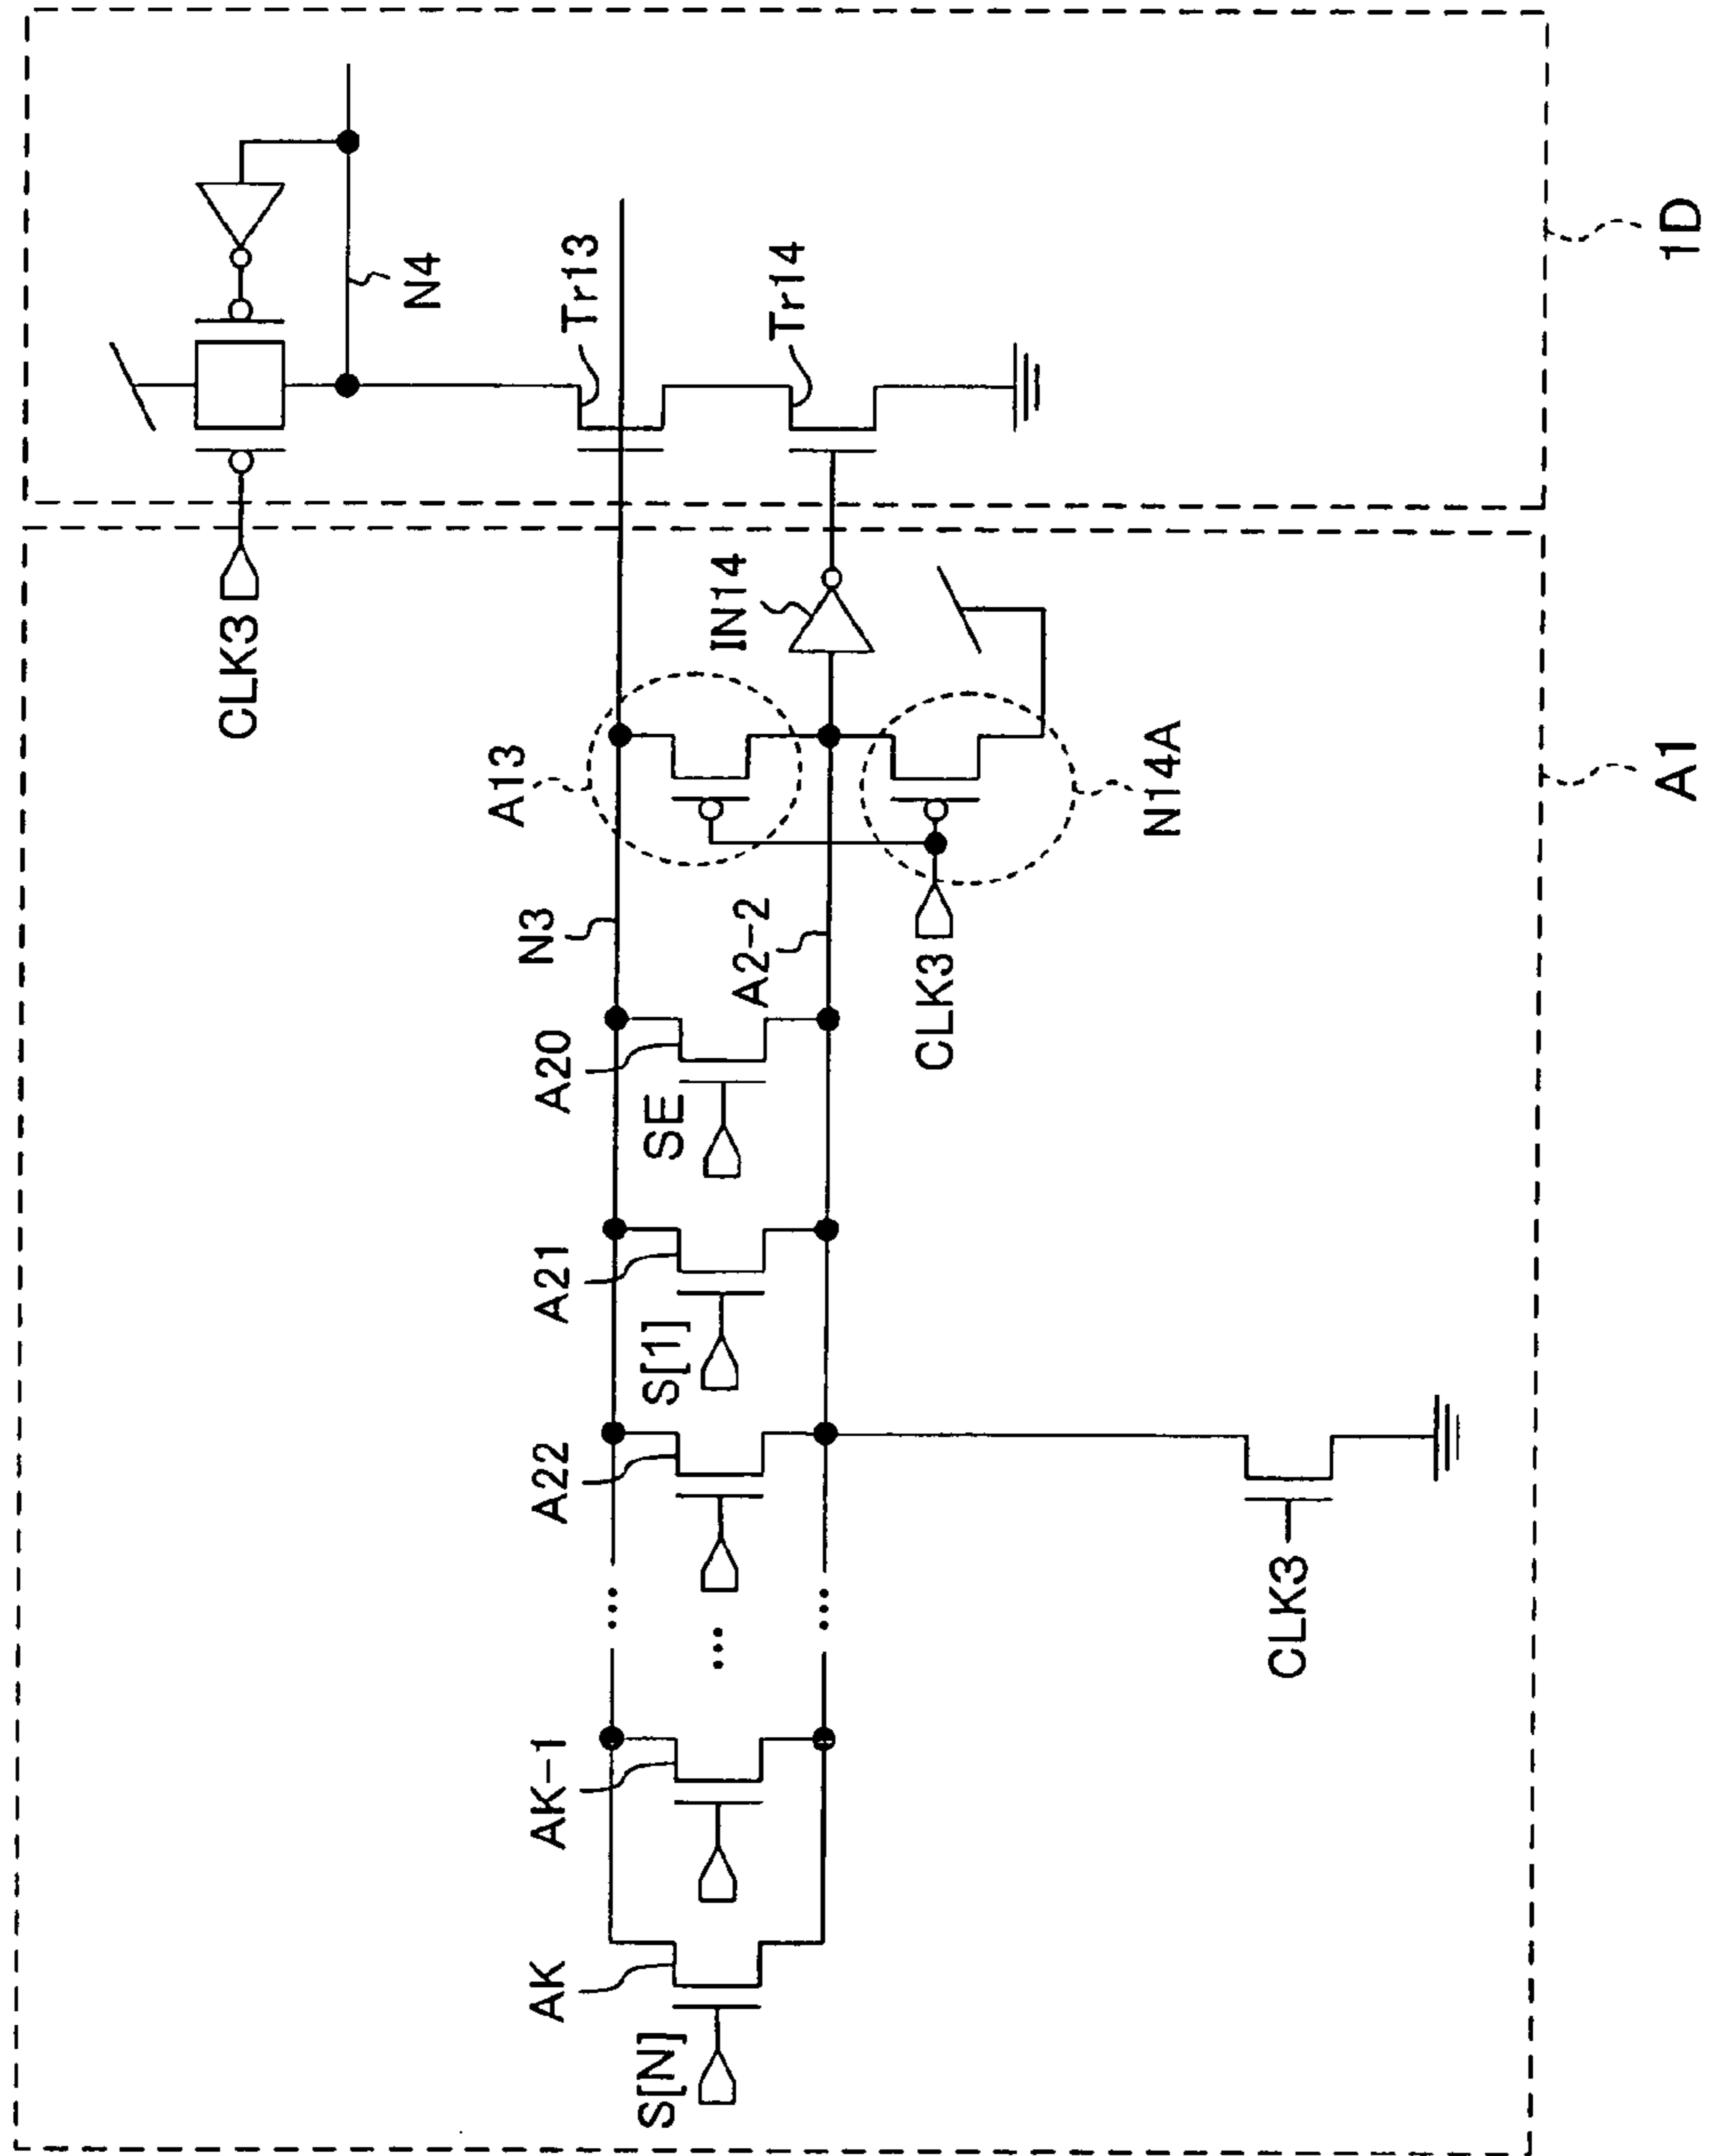 CLK3
N4
Tr13
Tr14
1D
IN14
A13
N14A
A1
N3
A2-2
CLK3
A20
SE
A21
S[1]
A22
CLK3
AK-1
AK
S[N]
...
...
...